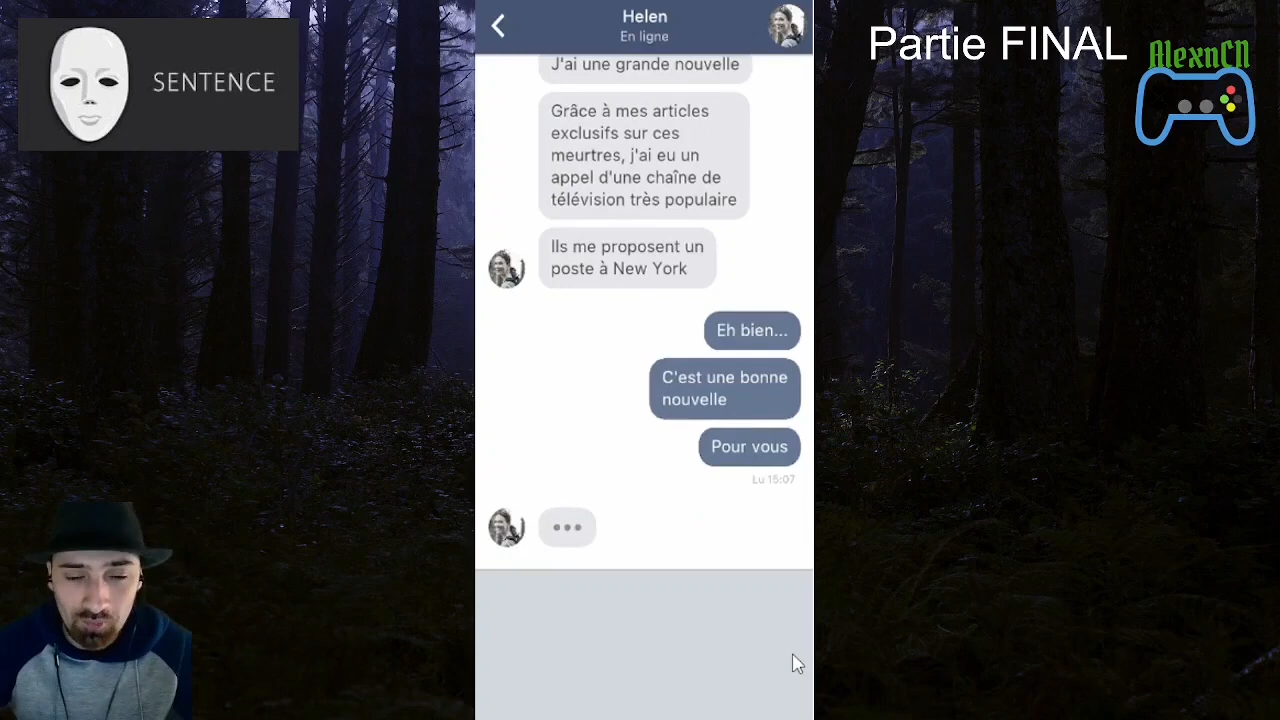 SENTENCE
Helen
En ligne
Partie FINAL
AlexnCN
J'ai une grande nouvelle
Grâce à mes articles
exclusifs sur ces
meurtres, j'ai eu un
appel d'une chaîne de
télévision très populaire
Ils me proposent un
poste à New York
Eh bien...
C'est une bonne
nouvelle
Pour vous
Lu 15:07